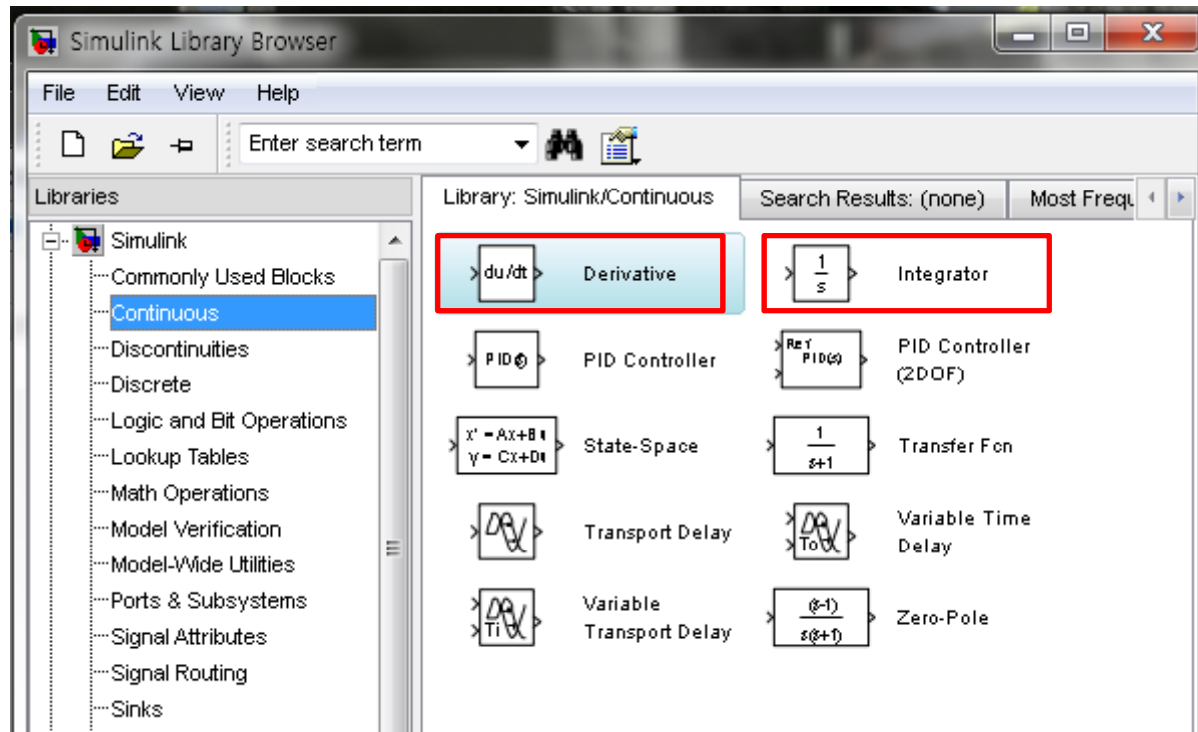 Simulink Library Browser
File Edit View Help
Enter search term
Libraries
Library: Simulink/Continuous
Search Results: (none)
Most Frequ
Simulink
Commonly Used Blocks
Continuous
Discontinuities
Discrete
Logic and Bit Operations
Lookup Tables
Math Operations
Model Verification
Model-Wide Utilities
Ports & Subsystems
Signal Attributes
Signal Routing
Sinks
du/dt
Derivative
1
s
Integrator
PID(s)
PID Controller
Ref
PID(s)
PID Controller
(2DOF)
x' = Ax+Bu
y = Cx+Du
State-Space
1
s+1
Transfer Fcn
Transport Delay
To
Variable Time
Delay
Ti
Variable
Transport Delay
(s-1)
s(s+1)
Zero-Pole